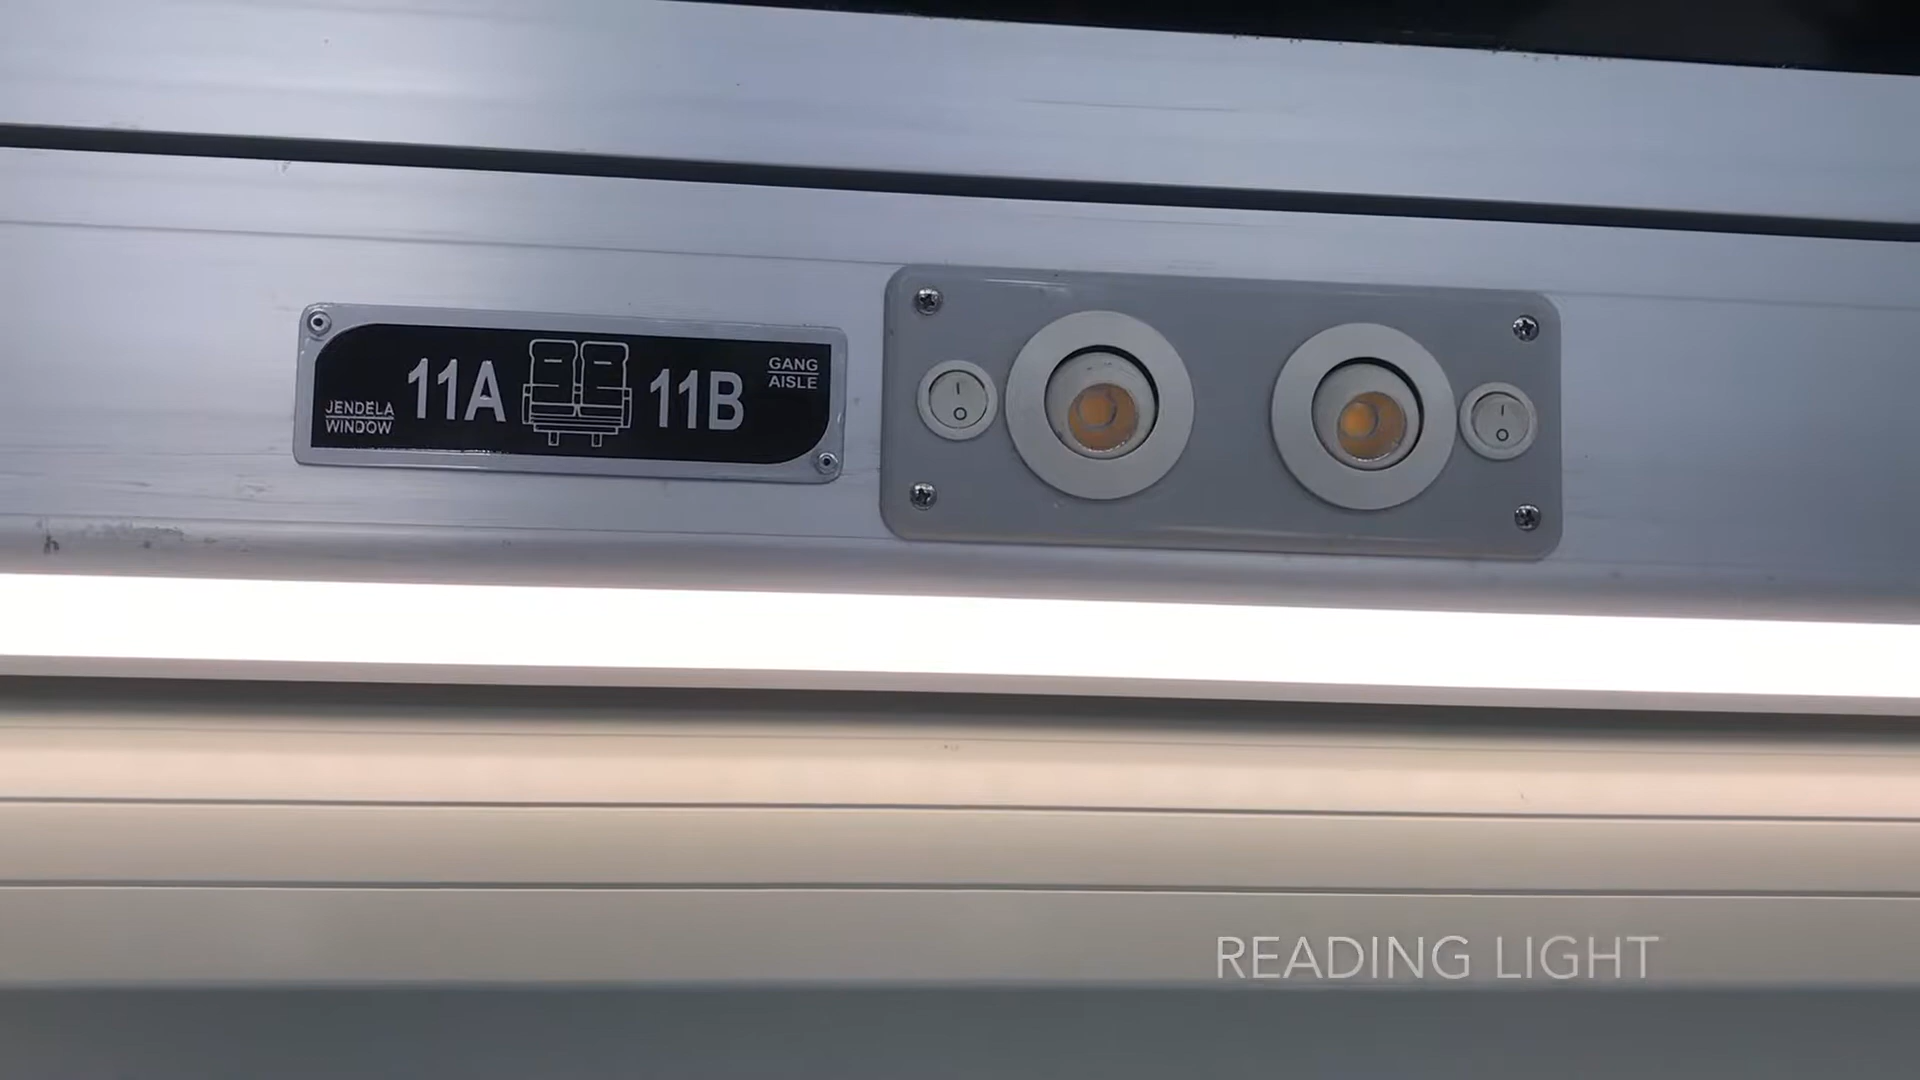 JENDELA
WINDOW
11A
11B
GANG
AISLE
READING LIGHT